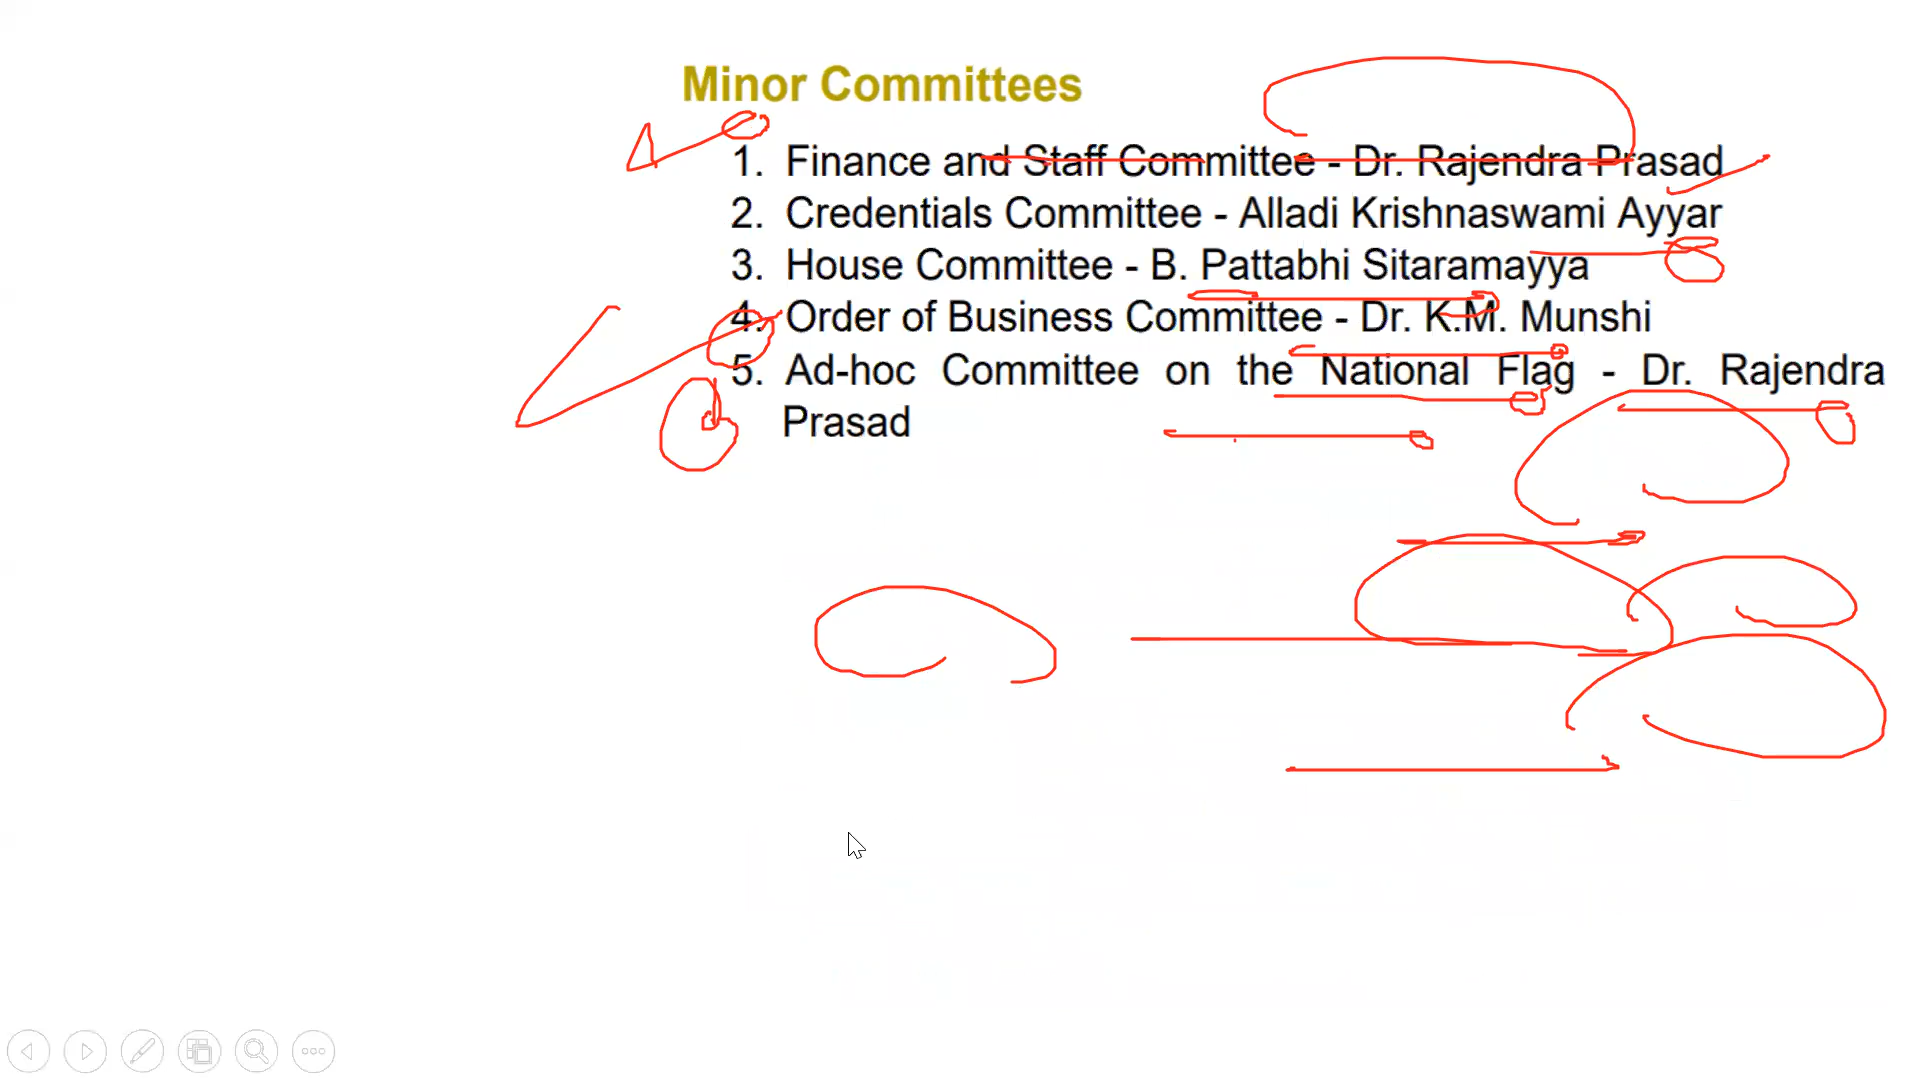 Minor Committees
1. Finance and Staff Committee - Dr. Rajendra Prasad
2. Credentials Committee - Alladi Krishnaswami Ayyar
3. House Committee - B. Pattabhi Sitaramayya
4. Order of Business Committee - Dr. K.M. Munshi
5. Ad-hoc Committee on the National Flag - Dr. Rajendra
Prasad